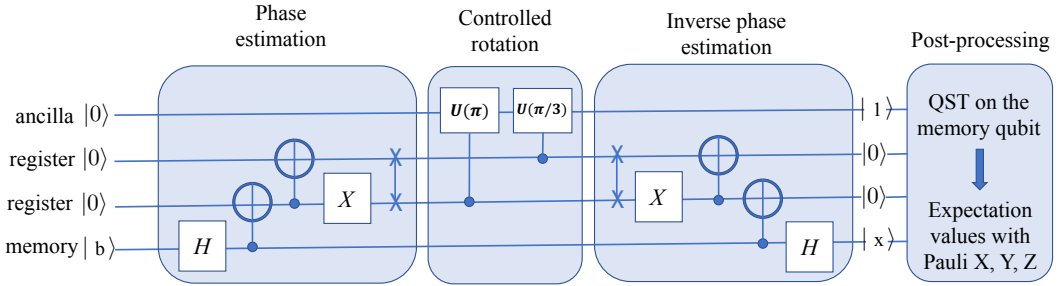 Phase
estimation
Controlled
rotation
Inverse phase
estimation
Post-processing
ancilla |0⟩
U(π)
U(π/3)
| 1⟩
register |0⟩
|0⟩
register |0⟩
X
X
|0⟩
memory | b⟩
H
H
| x⟩
QST on the
memory qubit
Expectation
values with
Pauli X, Y, Z